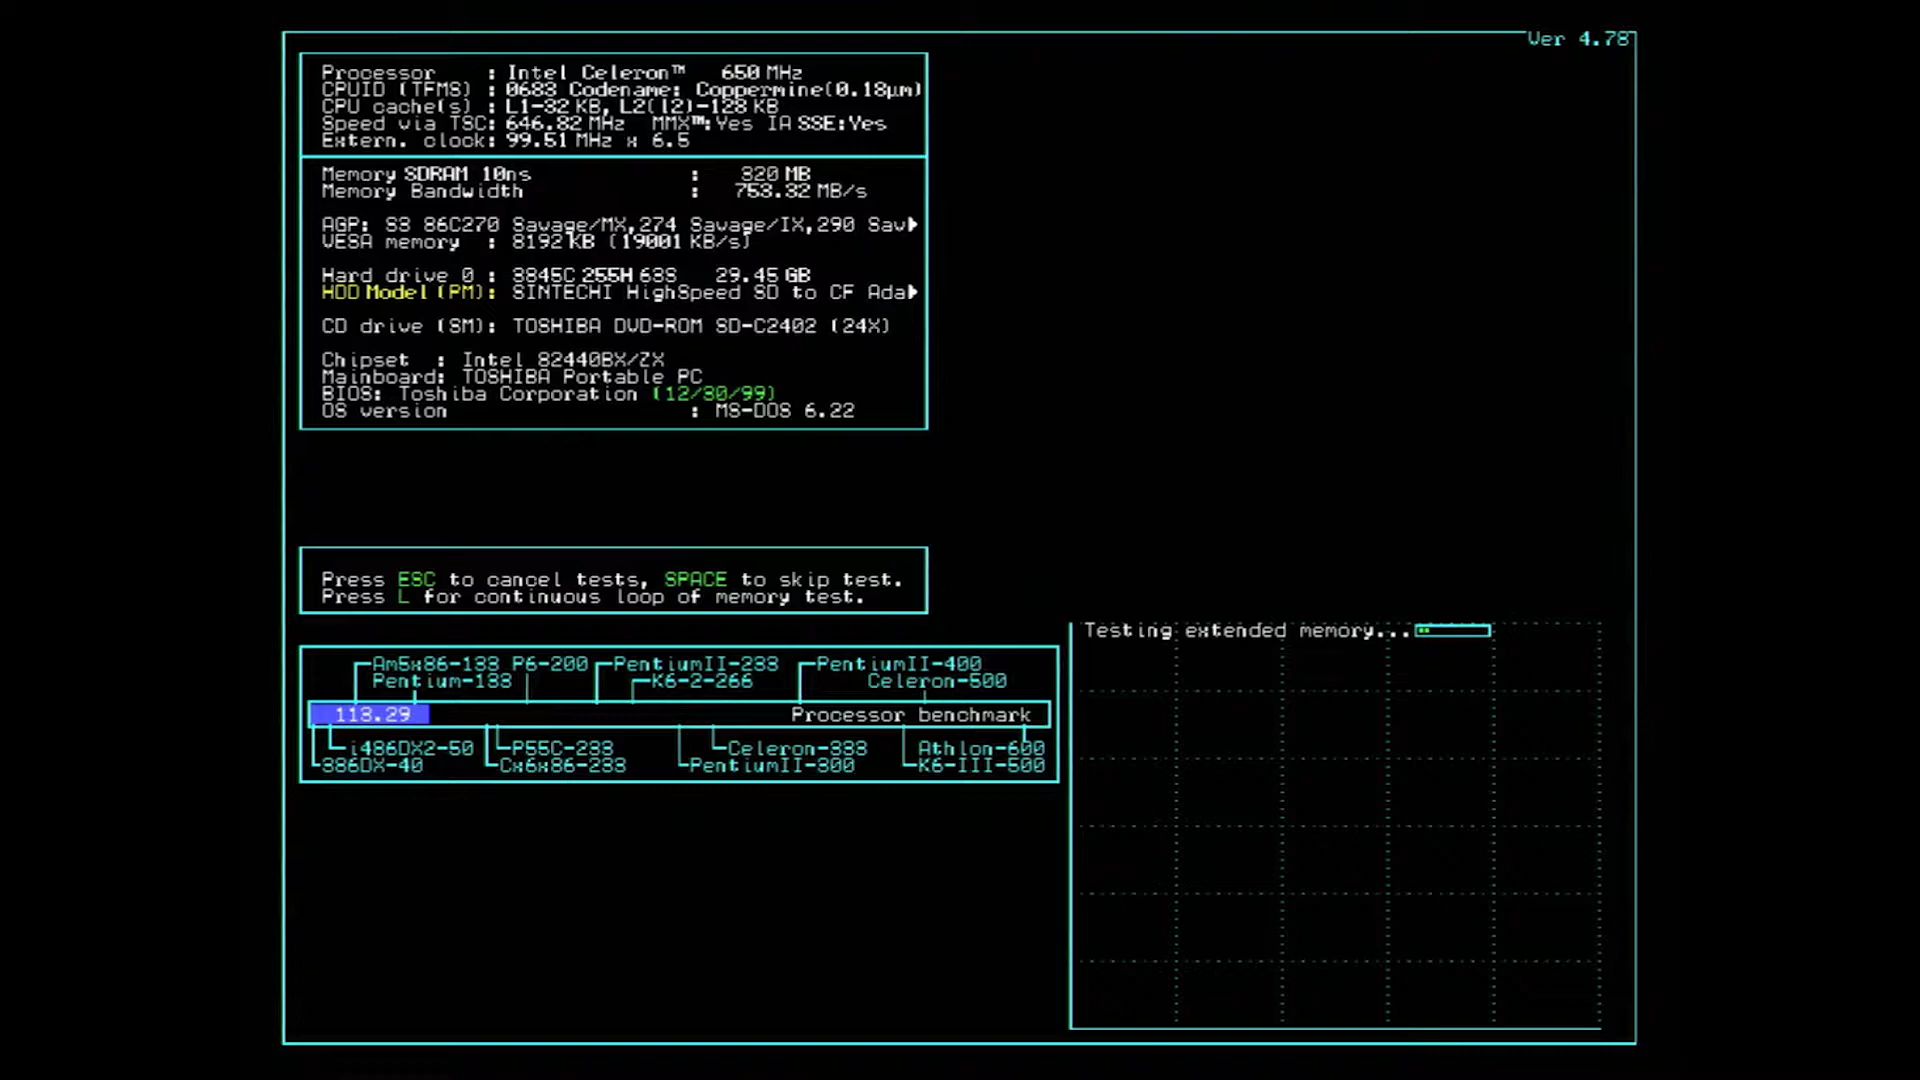 Ver 4.78
Processor : Intel Celeron™ 650 MHz
CPUID (TFMS) : 0683 Codename: Coppermine(0.18µm)
CPU cache(s) : L1-32 KB, L2(l2)-128 KB
Speed via TSC: 646.82 MHz MMX™:Yes IA SSE:Yes
Extern. clock: 99.51 MHz x 6.5
Memory SDRAM 10ns : 320 MB
Memory Bandwidth : 753.32 MB/s
AGP: S3 86C270 Savage/MX,274 Savage/IX,290 Sav
VESA memory : 8192 KB (19001 KB/s)
Hard drive 0 : 3845C 255H 63S 29.45 GB
HDD Model (PM): SINTECHI HighSpeed SD to CF Ada
CD drive (SM): TOSHIBA DVD-ROM SD-C2402 (24X)
Chipset : Intel 82440BX/ZX
Mainboard: TOSHIBA Portable PC
BIOS: Toshiba Corporation (12/30/99)
OS version : MS-DOS 6.22
Press ESC to cancel tests, SPACE to skip test.
Press L for continuous loop of memory test.
Testing extended memory...
Am5x86-133 P6-200 PentiumII-233 PentiumII-400
Pentium-133 K6-2-266 Celeron-500
113.29 Processor benchmark
i486DX2-50 P55C-233 Celeron-333 Athlon-600
386DX-40 Cx6x86-233 PentiumII-300 K6-III-500